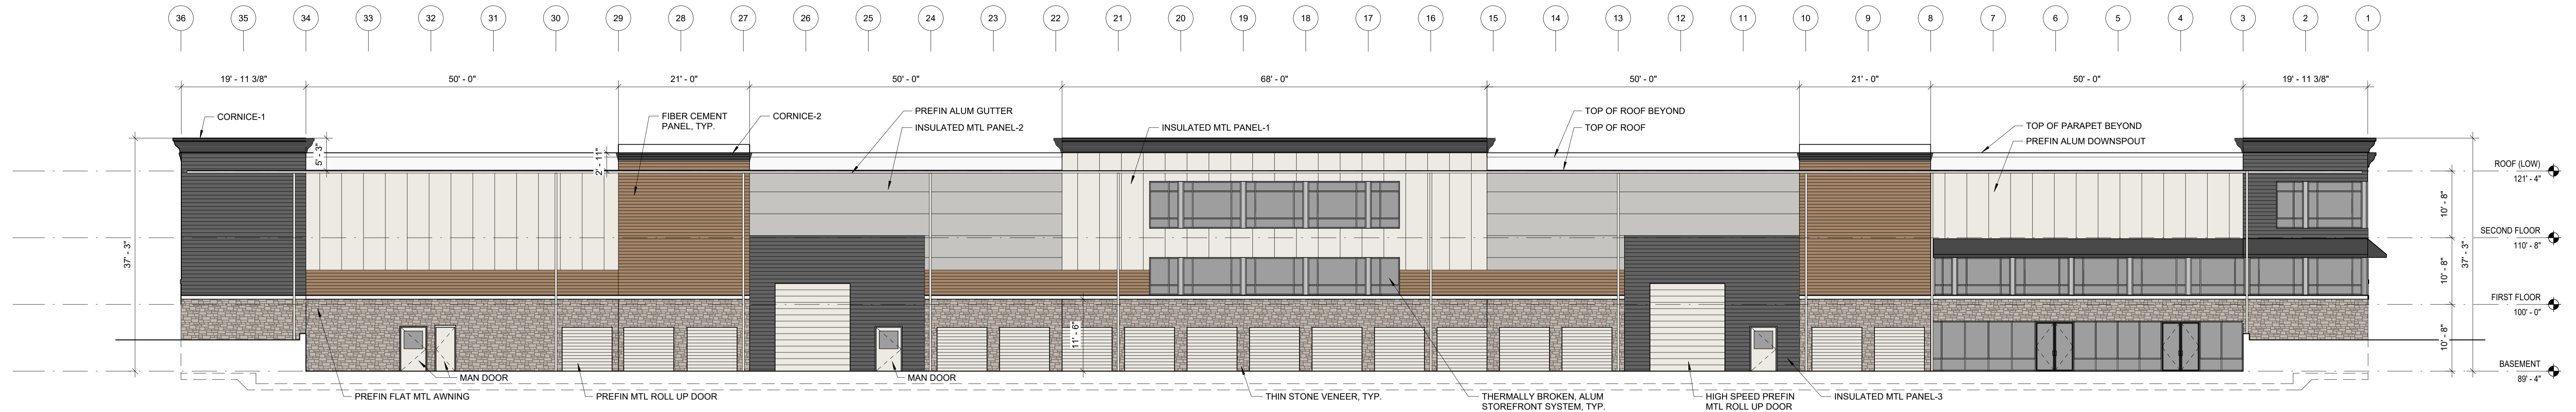 36 35 34 33 32 31 30 29 28 27 26 25 24 23 22 21 20 19 18 17 16 15 14 13 12 11 10 9 8 7 6 5 4 3 2 1
19' - 11 3/8" 50' - 0" 21' - 0" 50' - 0" 68' - 0" 50' - 0" 21' - 0" 50' - 0" 19' - 11 3/8"
CORNICE-1
FIBER CEMENT
PANEL, TYP.
CORNICE-2
PREFIN ALUM GUTTER
INSULATED MTL PANEL-2
INSULATED MTL PANEL-1
TOP OF ROOF BEYOND
TOP OF ROOF
TOP OF PARAPET BEYOND
PREFIN ALUM DOWNSPOUT
5' - 3"
2' - 11"
37' - 3"
11' - 6"
ROOF (LOW)
121' - 4"
10' - 8"
SECOND FLOOR
110' - 8"
37' - 3"
10' - 8"
FIRST FLOOR
100' - 0"
10' - 8"
BASEMENT
89' - 4"
MAN DOOR
MAN DOOR
PREFIN FLAT MTL AWNING
PREFIN MTL ROLL UP DOOR
THIN STONE VENEER, TYP.
THERMALLY BROKEN, ALUM
STOREFRONT SYSTEM, TYP.
HIGH SPEED PREFIN
MTL ROLL UP DOOR
INSULATED MTL PANEL-3